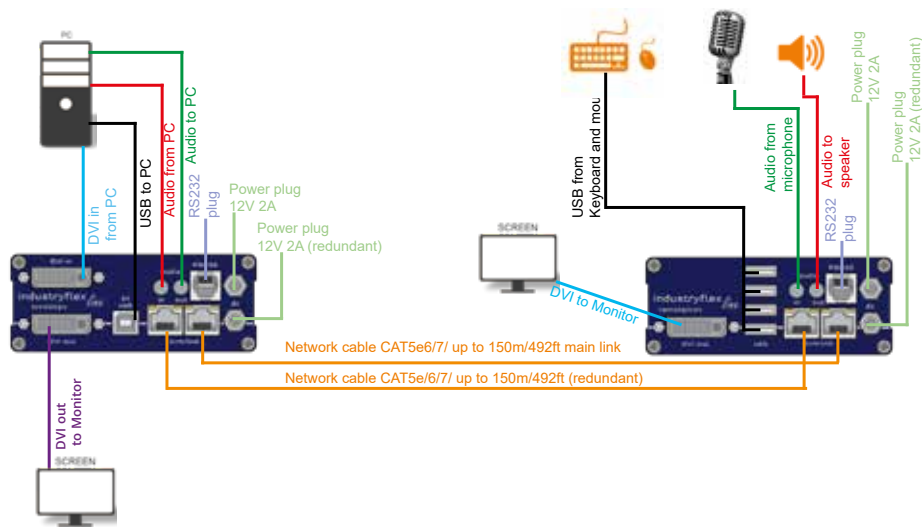 PC
Audio to PC
Audio from PC
USB to PC
DVI in
from PC
RS232
plug
Power plug
12V 2A
Power plug
12V 2A (redundant)
industryflex
DVI out
to Monitor
SCREEN
Network cable CAT5e6/7/ up to 150m/492ft main link
Network cable CAT5e/6/7/ up to 150m/492ft (redundant)
SCREEN
DVI to Monitor
USB from
Keyboard and mou
Audio from
microphone
Audio to
speaker
RS232
plug
Power plug
12V 2A
Power plug
12V 2A (redundant)
industryflex